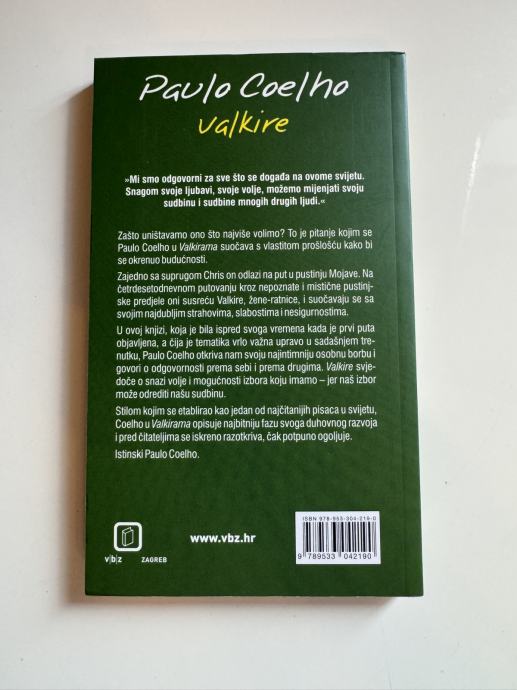 Paulo Coelho
Valkire
»Mi smo odgovorni za sve što se događa na ovome svijetu.
Snagom svoje ljubavi, svoje volje, možemo mijenjati svoju
sudbinu i sudbine mnogih drugih ljudi.«
Zašto uništavamo ono što najviše volimo? To je pitanje kojim se
Paulo Coelho u Valkirama suočava s vlastitom prošlošću kako bi
se okrenuo budućnosti.
Zajedno sa suprugom Chris on odlazi na put u pustinju Mojave. Na
četrdesetodnevnom putovanju kroz nepoznate i mistične pustinj-
ske predjele oni susreću Valkire, žene-ratnice, i suočavaju se sa
svojim najdubljim strahovima, slabostima i nesigurnostima.
U ovoj knjizi, koja je bila ispred svoga vremena kada je prvi puta
objavljena, a čija je tematika vrlo važna upravo u sadašnjem tre-
nutku, Paulo Coelho otkriva nam svoju najintimniju osobnu borbu i
govori o odgovornosti prema sebi i prema drugima. Valkire svje-
doče o snazi volje i mogućnosti izbora koju imamo – jer naš izbor
može odrediti našu sudbinu.
Stilom kojim se etablirao kao jedan od najčitanijih pisaca u svijetu,
Coelho u Valkirama opisuje najbitniju fazu svoga duhovnog razvoja
i pred čitateljima se iskreno razotkriva, čak potpuno ogoljuje.
Istinski Paulo Coelho.
ISBN 978-953-304-219-0
www.vbz.hr
v|b|z ZAGREB
9 789533 042190